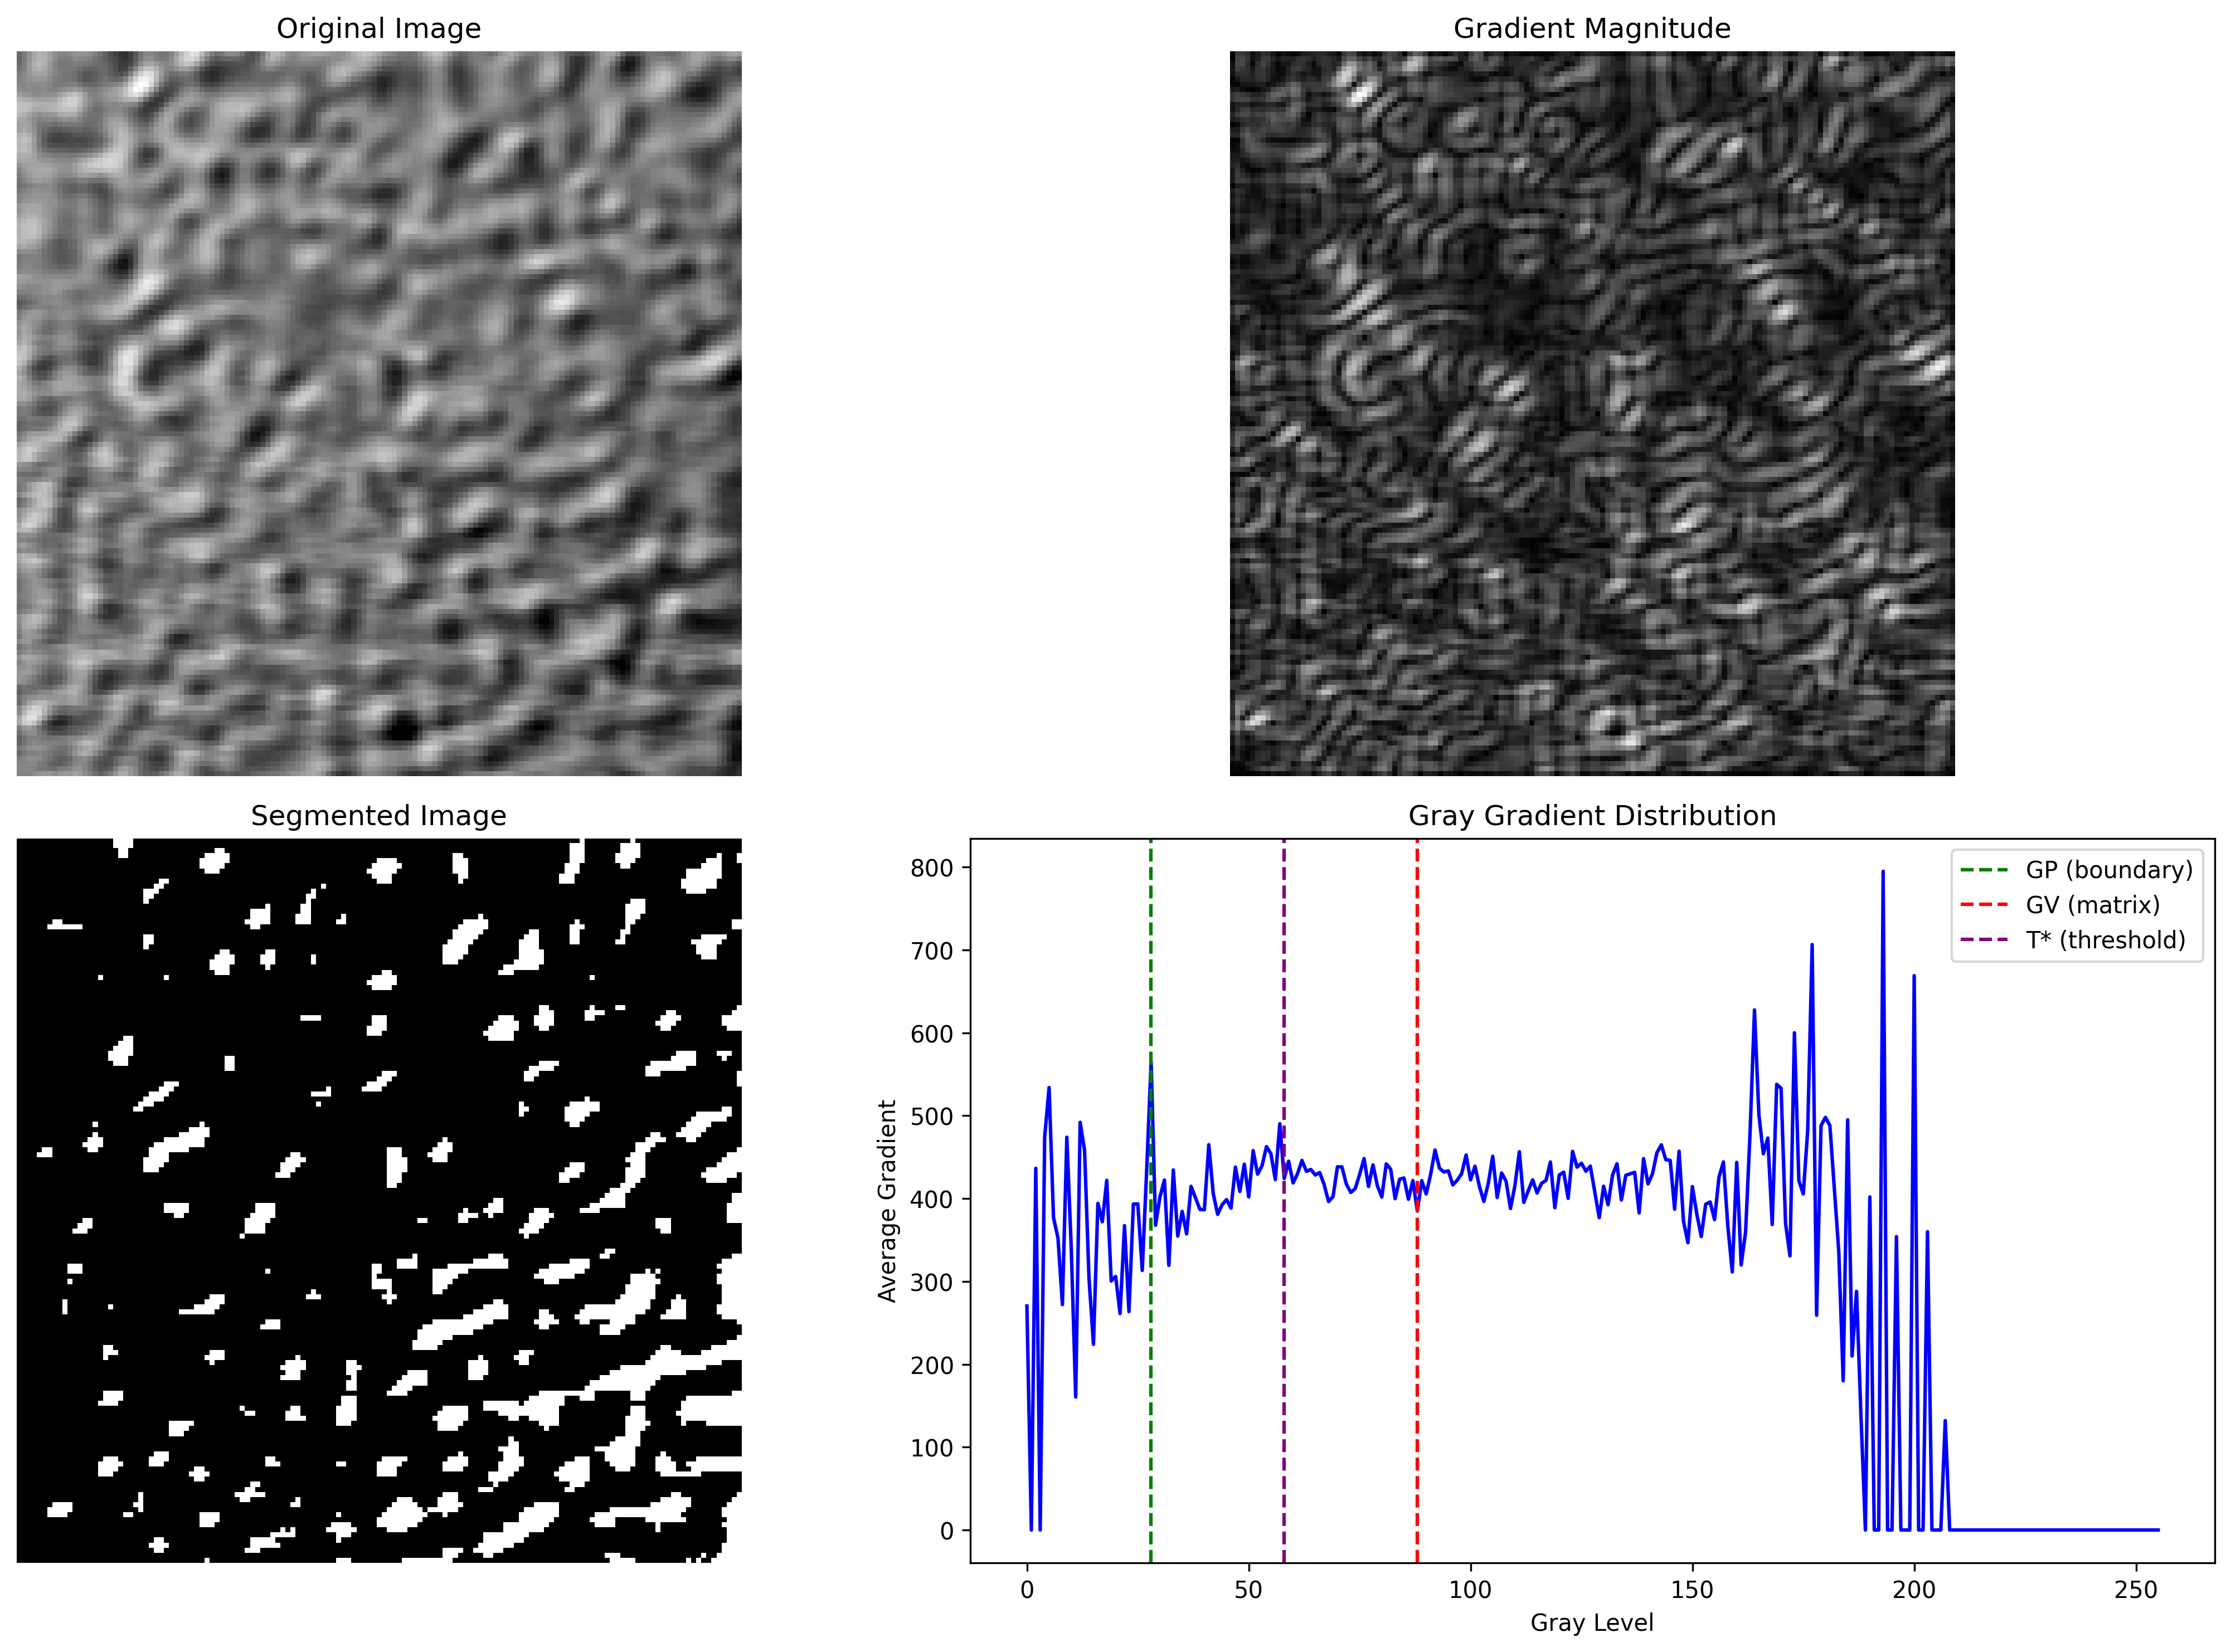 Original Image
Gradient Magnitude
Segmented Image
Gray Gradient Distribution
800
700
600
500
400
300
200
100
0
Average Gradient
GP (boundary)
GV (matrix)
T* (threshold)
0 50 100 150 200 250
Gray Level